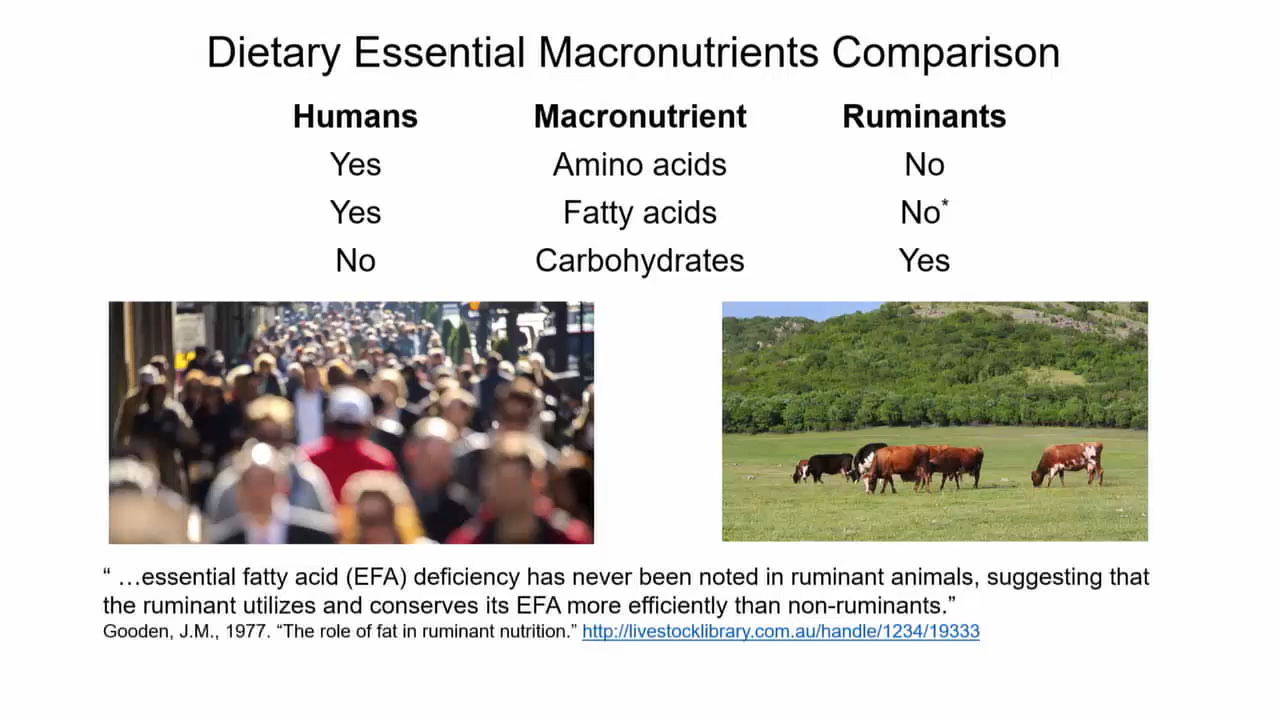 Dietary Essential Macronutrients Comparison
Humans Macronutrient Ruminants
Yes Amino acids No
Yes Fatty acids No*
No Carbohydrates Yes
“ …essential fatty acid (EFA) deficiency has never been noted in ruminant animals, suggesting that
the ruminant utilizes and conserves its EFA more efficiently than non-ruminants.”
Gooden, J.M., 1977. “The role of fat in ruminant nutrition.” http://livestocklibrary.com.au/handle/1234/19333